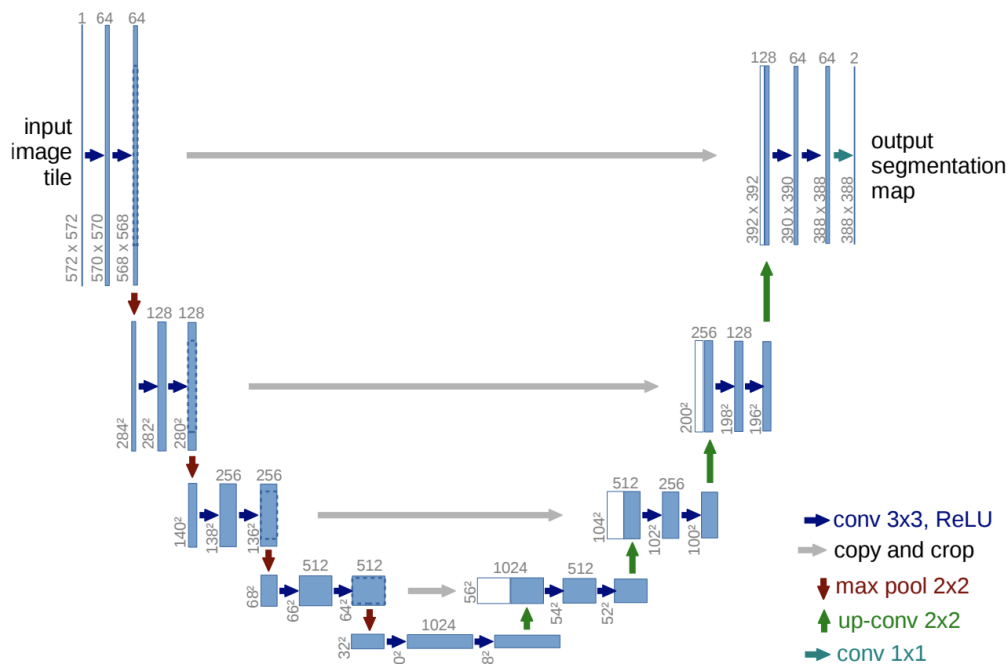 1 64 64
128 64 64 2
input
image
tile
output
segmentation
map
572 x 572
570 x 570
568 x 568
392 x 392
390 x 390
388 x 388
388 x 388
128 128
256 128
284²
282²
280²
200²
198²
196²
256 256
512 256
140²
138²
136²
104²
102²
100²
512 512
1024 512
68²
66²
64²
56²
54²
52²
1024
32²
0²
8²
conv 3x3, ReLU
copy and crop
max pool 2x2
up-conv 2x2
conv 1x1